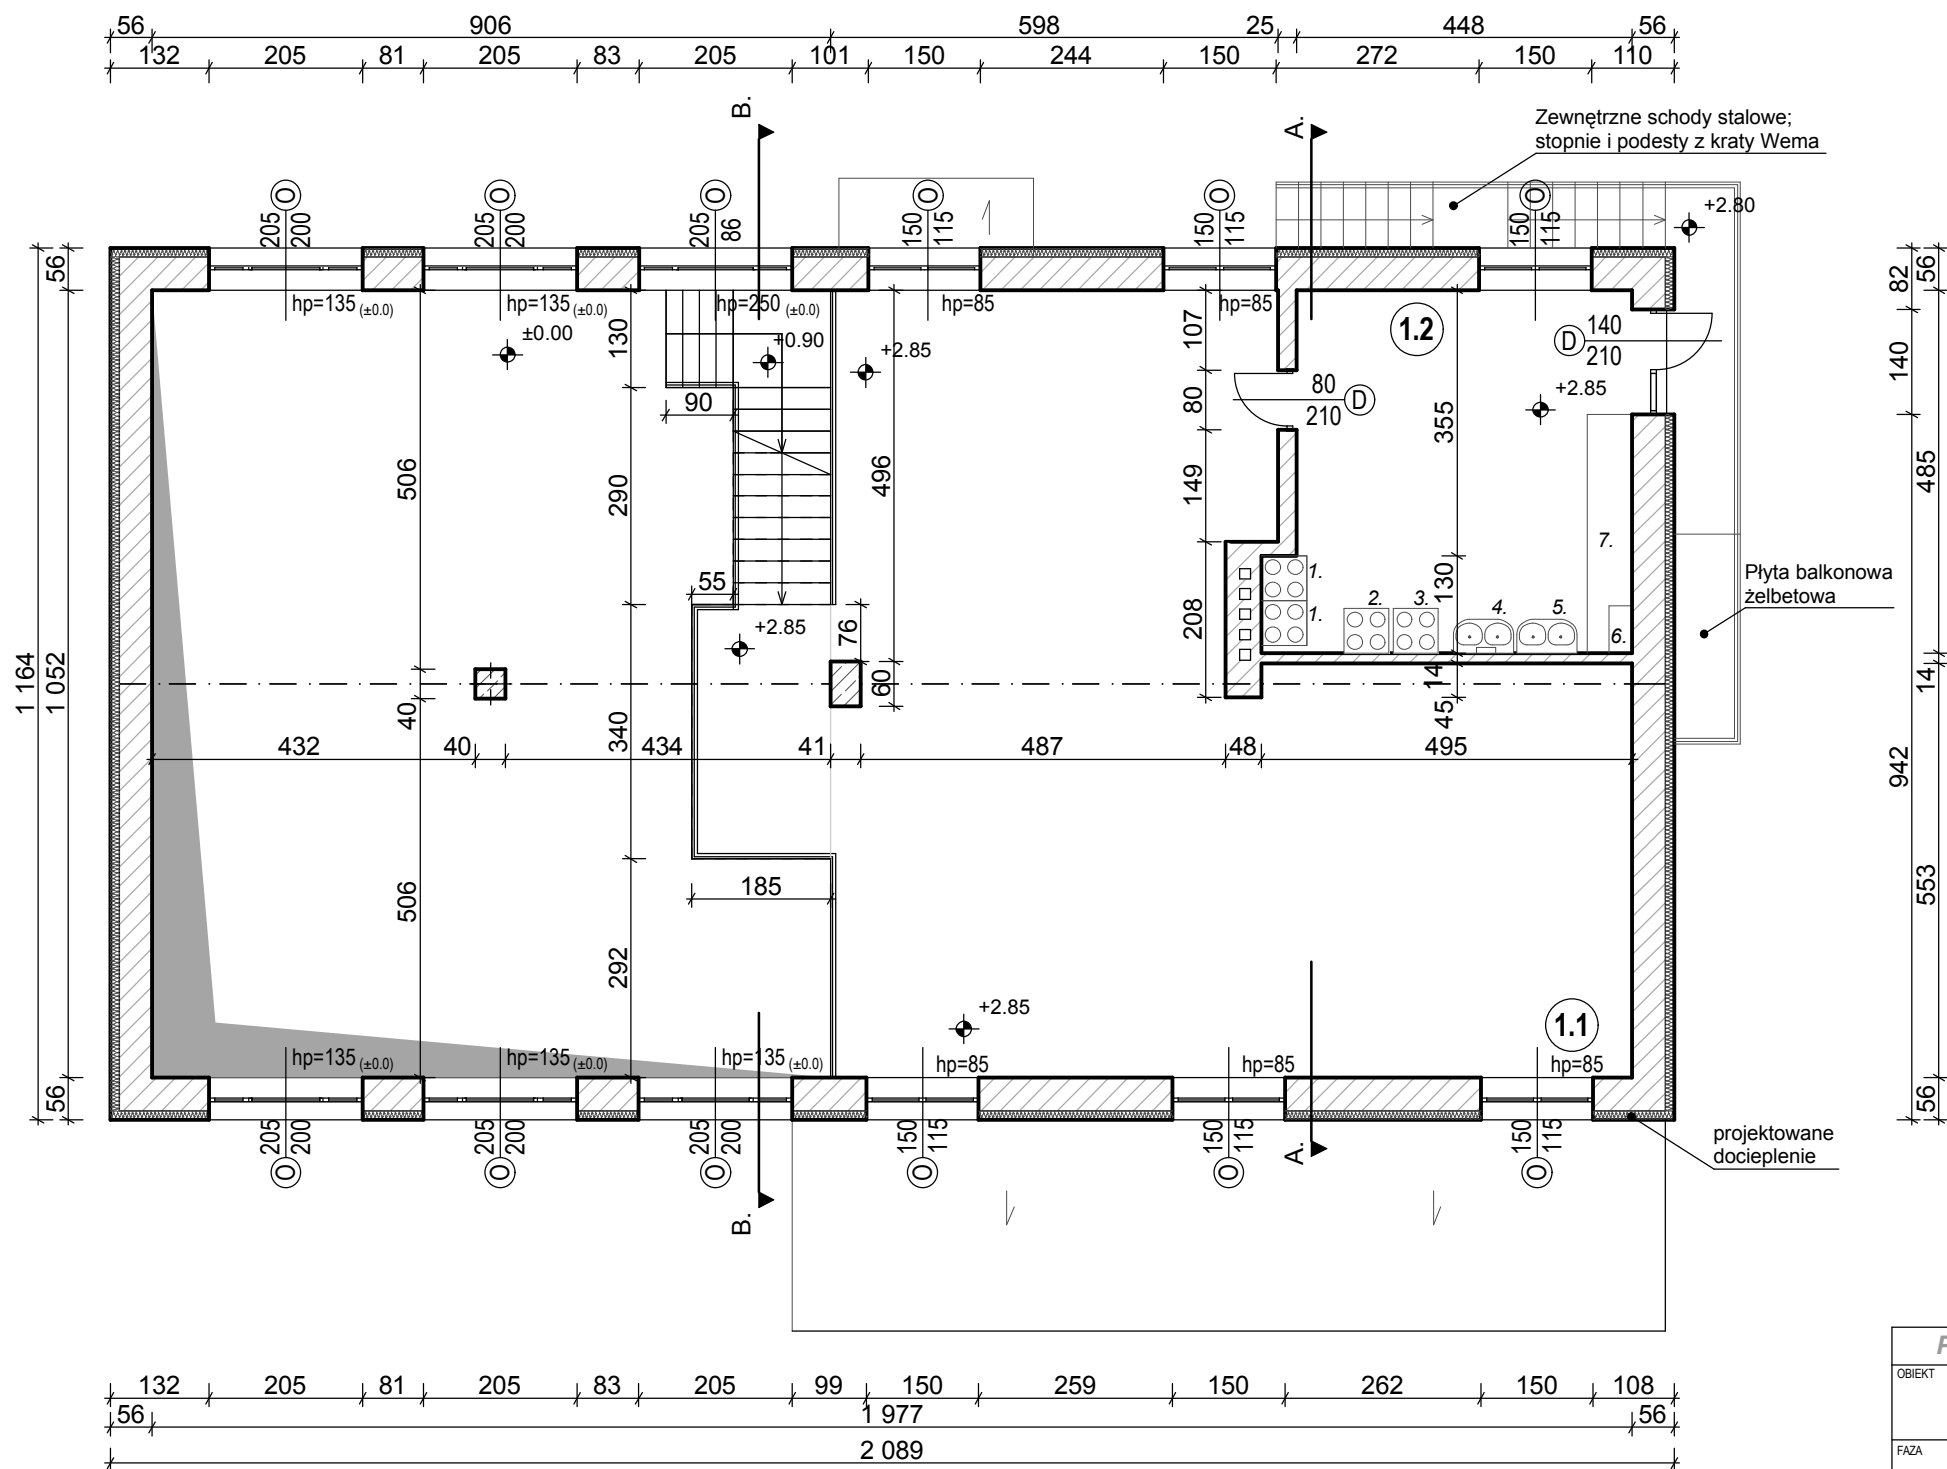 56 906 598 25 448 56
132 205 81 205 83 205 101 150 244 150 272 150 110
B.
A.
Zewnętrzne schody stalowe;
stopnie i podesty z kraty Wema
O O O O O O
205 205 205 150 150 150
200 200 86 115 115 115
+2.80
hp=135 (±0.0) hp=135 (±0.0) hp=250 (±0.0) hp=85 hp=85
±0.00
+0.90
+2.85
1.2
D 140
210
80 D
210
+2.85
56
130
107
82
56
90
80
140
355
506
290
496
149
485
55
+2.85
76
208
130
1. 1. 2. 3. 4. 5. 6. 7.
Płyta balkonowa
żelbetowa
1 164
1 052
40
340
60
14
45
14
432 40 434 41 487 48 495
942
185
506
292
553
+2.85
1.1
hp=135 (±0.0) hp=135 (±0.0) hp=135 (±0.0) hp=85 hp=85 hp=85
56
56
205 205 205 150 150 150
200 200 200 115 115 115
O O O O O O
B.
A.
projektowane
docieplenie
P
OBIEKT
FAZA
132 205 81 205 83 205 99 150 259 150 262 150 108
56 1 977 56
2 089